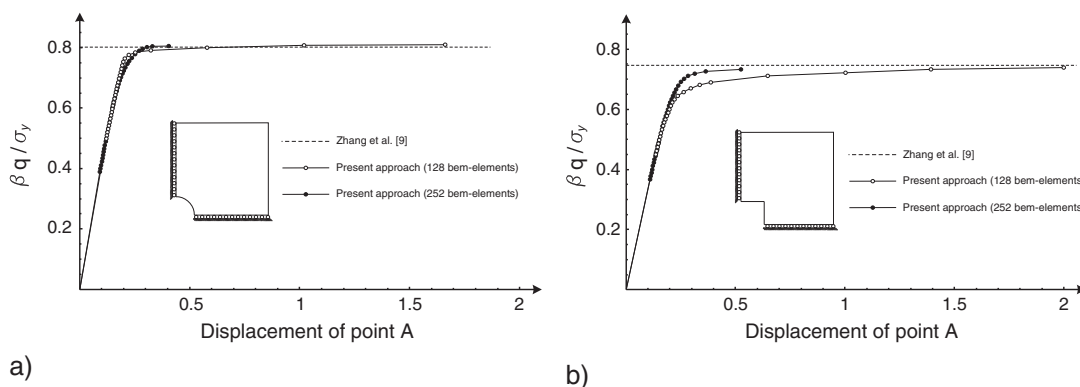 0.8
0.6
0.4
0.2
β q / σy
Zhang et al. [9]
Present approach (128 bem-elements)
Present approach (252 bem-elements)
0.5
1
1.5
2
Displacement of point A
a)
0.8
0.6
0.4
0.2
β q / σy
Zhang et al. [9]
Present approach (128 bem-elements
Present approach (252 bem-elements
0.5
1
1.5
2
Displacement of point A
b)